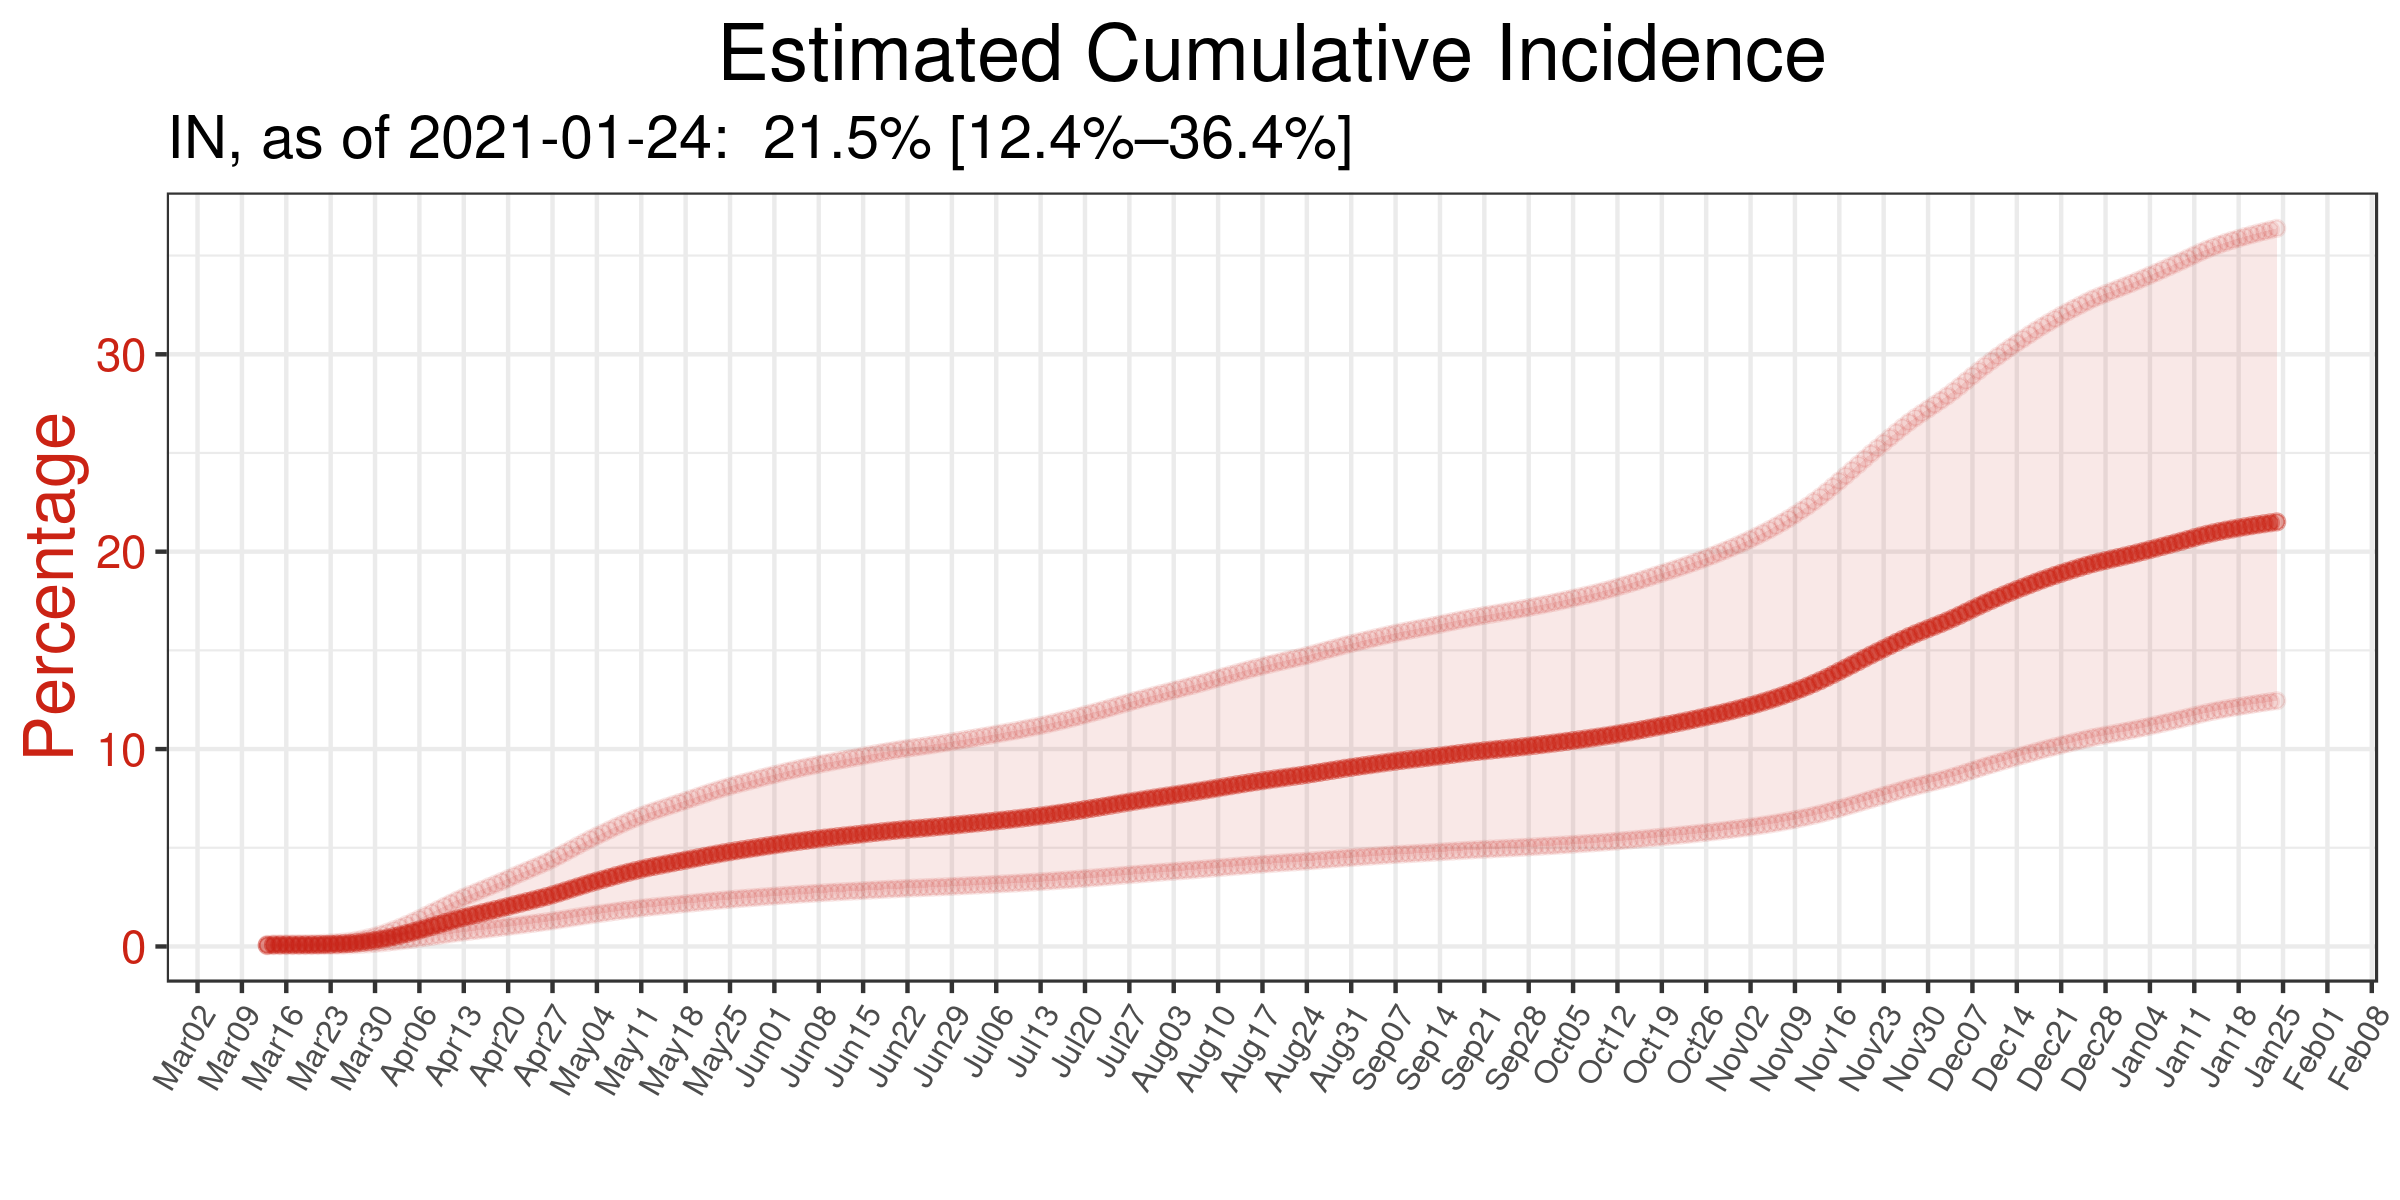 Estimated Cumulative Incidence
IN, as of 2021-01-24:  21.5% [12.4%–36.4%]
Percentage
30
20
10
0
Mar02
Mar09
Mar16
Mar23
Mar30
Apr06
Apr13
Apr20
Apr27
May04
May11
May18
May25
Jun01
Jun08
Jun15
Jun22
Jun29
Jul06
Jul13
Jul20
Jul27
Aug03
Aug10
Aug17
Aug24
Aug31
Sep07
Sep14
Sep21
Sep28
Oct05
Oct12
Oct19
Oct26
Nov02
Nov09
Nov16
Nov23
Nov30
Dec07
Dec14
Dec21
Dec28
Jan04
Jan11
Jan18
Jan25
Feb01
Feb08